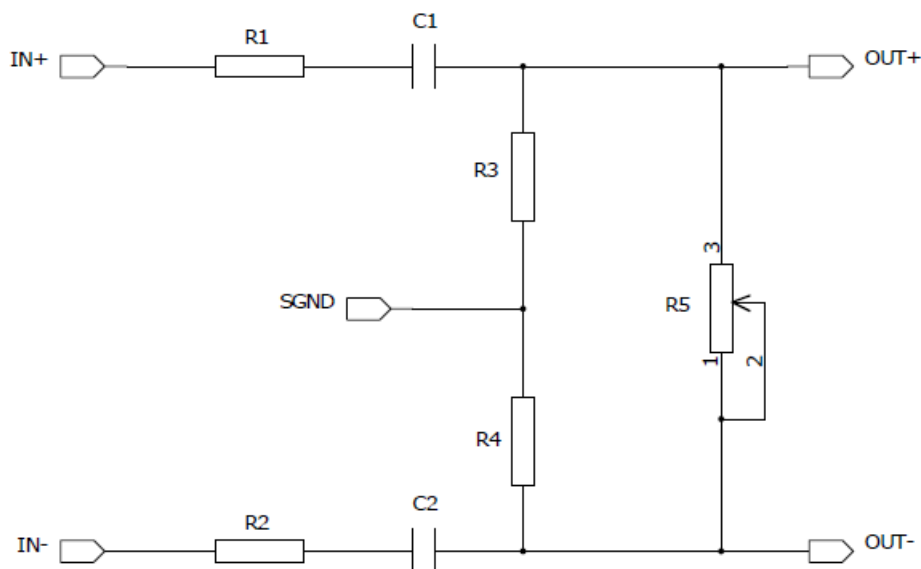 C1
R1
IN+
OUT+
R3
3
SGND
R5
1
2
R4
C2
R2
IN-
OUT-